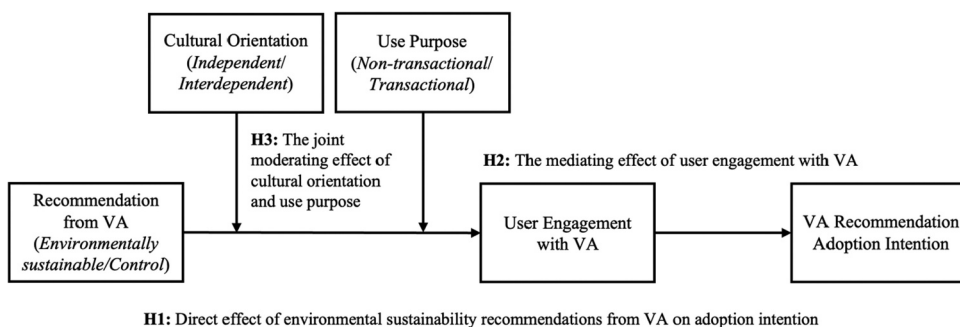 Cultural Orientation
(Independent/
Interdependent)
Use Purpose
(Non-transactional/
Transactional)
H3: The joint
moderating effect of
cultural orientation
and use purpose
H2: The mediating effect of user engagement with VA
Recommendation
from VA
(Environmentally
sustainable/Control)
User Engagement
with VA
VA Recommendation
Adoption Intention
H1: Direct effect of environmental sustainability recommendations from VA on adoption intention